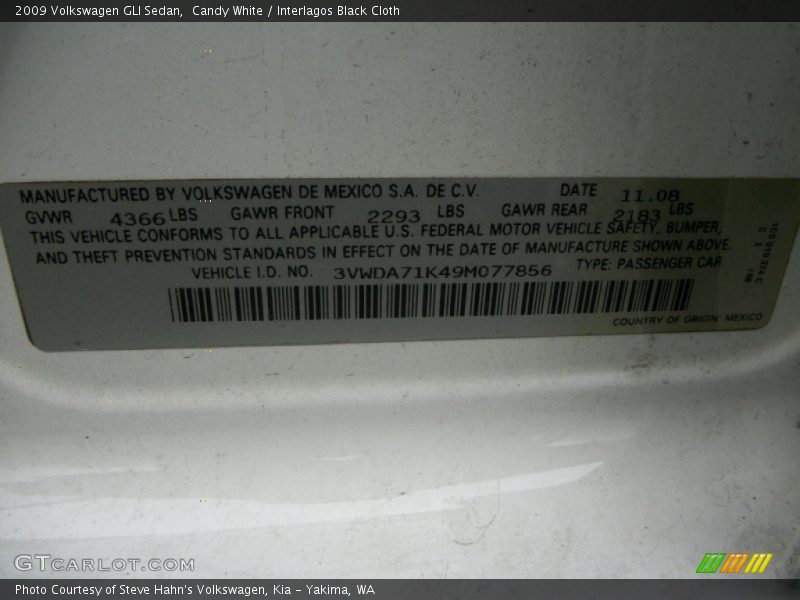 2009 Volkswagen GLI Sedan,  Candy White / Interlagos Black Cloth
MANUFACTURED BY VOLKSWAGEN DE MEXICO S.A. DE C.V. DATE 11.08
GVWR 4366 LBS GAWR FRONT 2293 LBS GAWR REAR 2183 LBS
THIS VEHICLE CONFORMS TO ALL APPLICABLE U.S. FEDERAL MOTOR VEHICLE SAFETY, BUMPER,
AND THEFT PREVENTION STANDARDS IN EFFECT ON THE DATE OF MANUFACTURE SHOWN ABOVE.
VEHICLE I.D. NO. 3VWDA71K49M077856 TYPE: PASSENGER CAR
COUNTRY OF ORIGIN MEXICO
GTCARLOT.COM
Photo Courtesy of Steve Hahn's Volkswagen, Kia - Yakima, WA